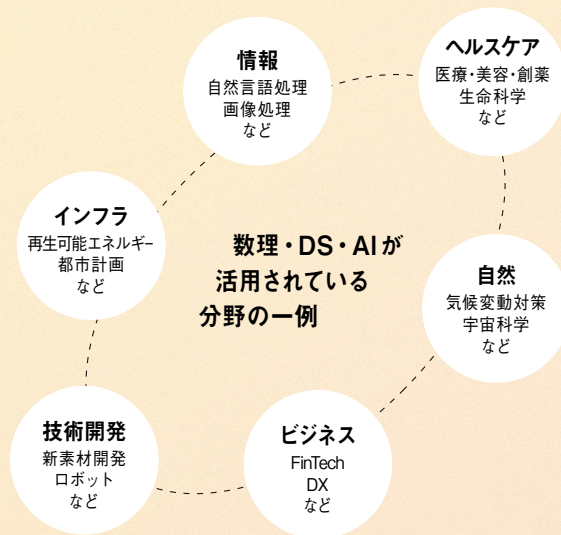 情報
自然言語処理
画像処理
など
ヘルスケア
医療・美容・創薬
生命科学
など
インフラ
再生可能エネルギー
都市計画
など
数理・DS・AIが
活用されている
分野の一例
自然
気候変動対策
宇宙科学
など
技術開発
新素材開発
ロボット
など
ビジネス
FinTech
DX
など